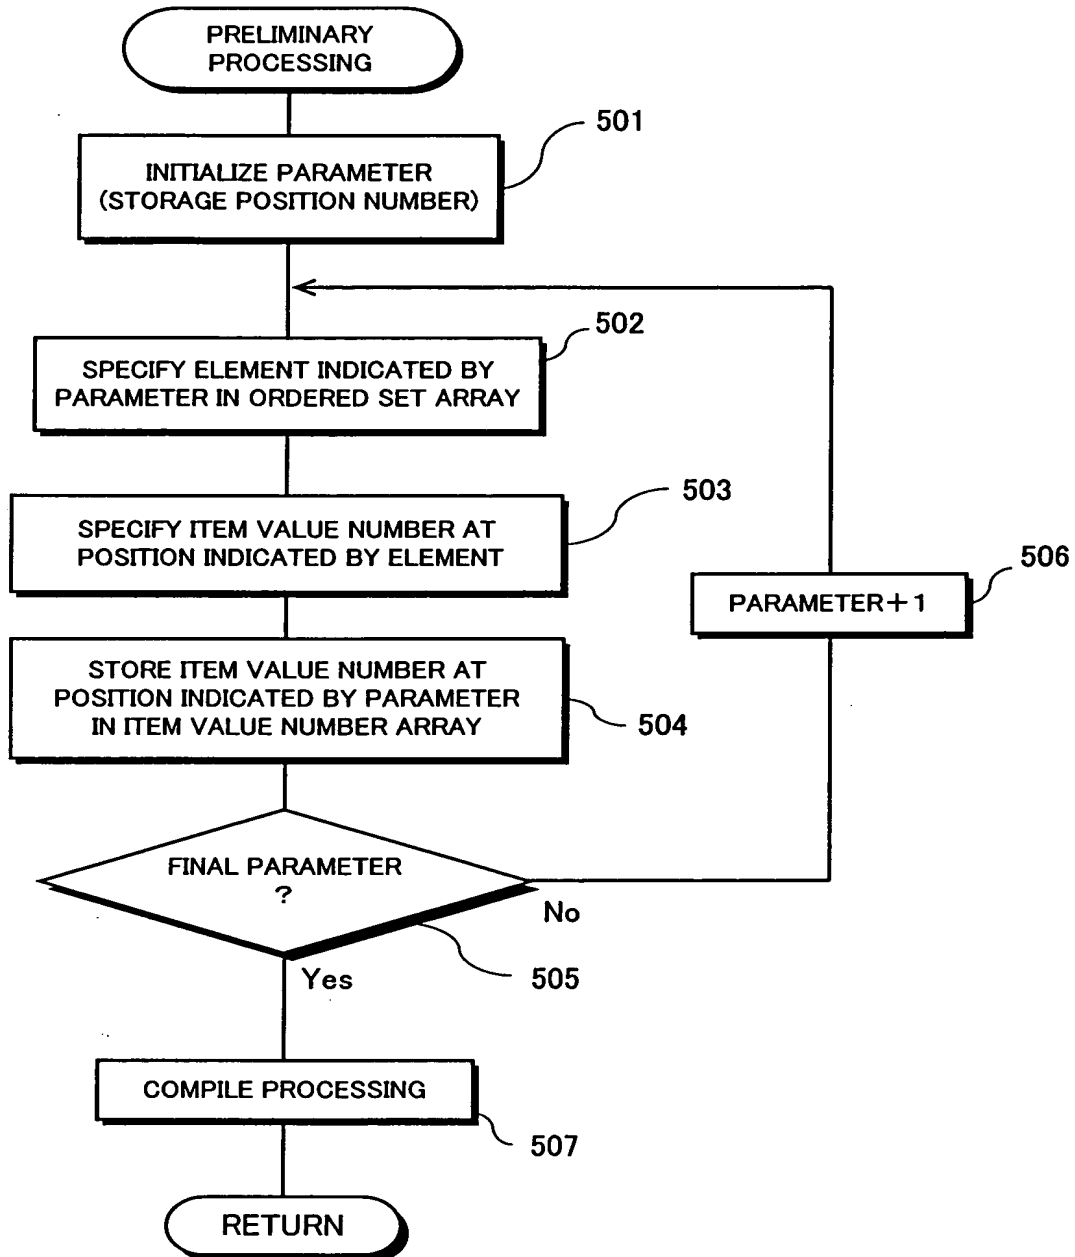 PRELIMINARY
PROCESSING
501
INITIALIZE PARAMETER
(STORAGE POSITION NUMBER)
502
SPECIFY ELEMENT INDICATED BY
PARAMETER IN ORDERED SET ARRAY
503
SPECIFY ITEM VALUE NUMBER AT
POSITION INDICATED BY ELEMENT
506
PARAMETER+1
STORE ITEM VALUE NUMBER AT
POSITION INDICATED BY PARAMETER
IN ITEM VALUE NUMBER ARRAY
504
FINAL PARAMETER
?
No
505
Yes
COMPILE PROCESSING
507
RETURN